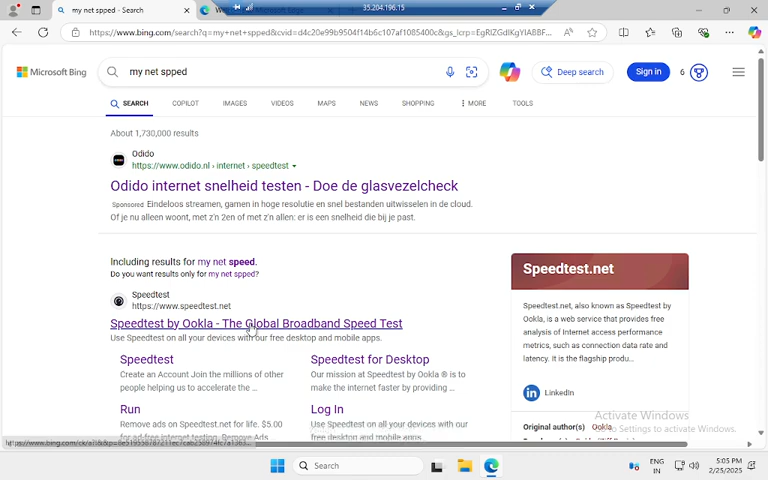 35.204.196.15
my net spped - Search
https://www.bing.com/search?q=my+net+spped&cvid=d4c20e99b9504f14b6c107af1085400c&gs_lcrp=EgRlZGdlKgYIABBF...
Microsoft Bing
my net spped
Deep search
Sign in
6
SEARCH
COPILOT
IMAGES
VIDEOS
MAPS
NEWS
SHOPPING
MORE
TOOLS
About 1,730,000 results
Odido
https://www.odido.nl › internet › speedtest
Odido internet snelheid testen - Doe de glasvezelcheck
Sponsored Eindeloos streamen, gamen in hoge resolutie en snel bestanden uitwisselen in de cloud.
Of je nu alleen woont, met z'n 2en of met z'n allen: er is een snelheid die bij je past.
Including results for my net speed.
Do you want results only for my net spped?
Speedtest
https://www.speedtest.net
Speedtest by Ookla - The Global Broadband Speed Test
Use Speedtest on all your devices with our free desktop and mobile apps.
Speedtest
Create an Account Join the millions of other
people helping us to accelerate the ...
Speedtest for Desktop
Our mission at Speedtest by Ookla ® is to
make the internet faster by providing ...
Run
Remove ads on Speedtest.net for life. $5.00
for ad-free internet testing. Remove Ads
Log In
Use Speedtest on all your devices with our
free desktop and mobile apps.
Speedtest.net
Speedtest.net, also known as Speedtest by
Ookla, is a web service that provides free
analysis of Internet access performance
metrics, such as connection data rate and
latency. It is the flagship produ...
LinkedIn
Original author(s) Ookla
Activate Windows
Go to Settings to activate Windows.
Search
ENG
IN
5:05 PM
2/25/2025